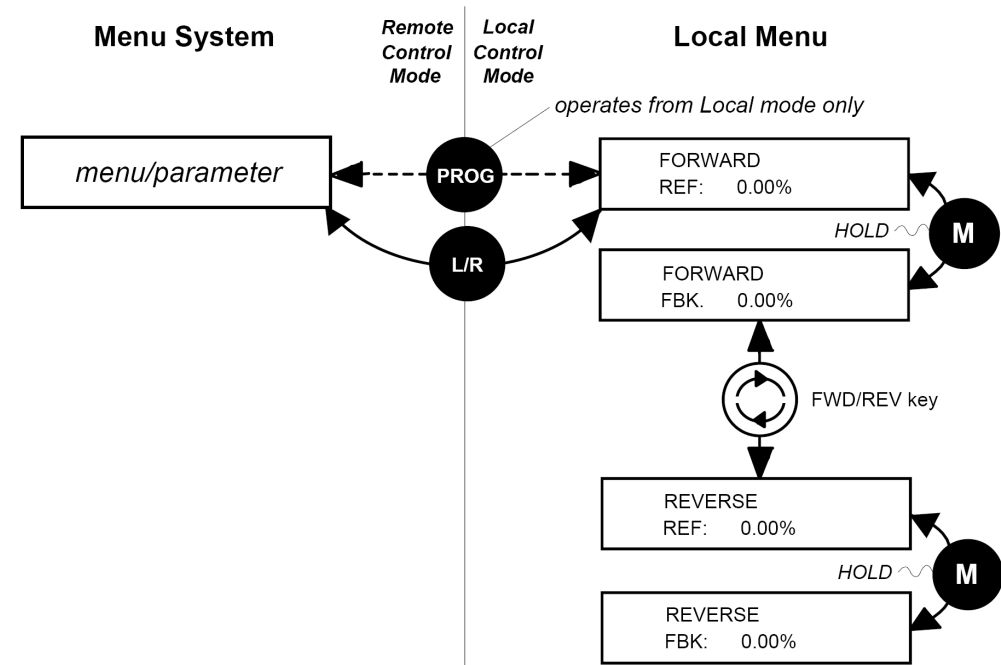 Menu System
Remote Control Mode
Local Control Mode
Local Menu
operates from Local mode only
menu/parameter
PROG
L/R
FORWARD
REF: 0.00%
HOLD
M
FORWARD
FBK. 0.00%
FWD/REV key
REVERSE
REF: 0.00%
HOLD
M
REVERSE
FBK: 0.00%